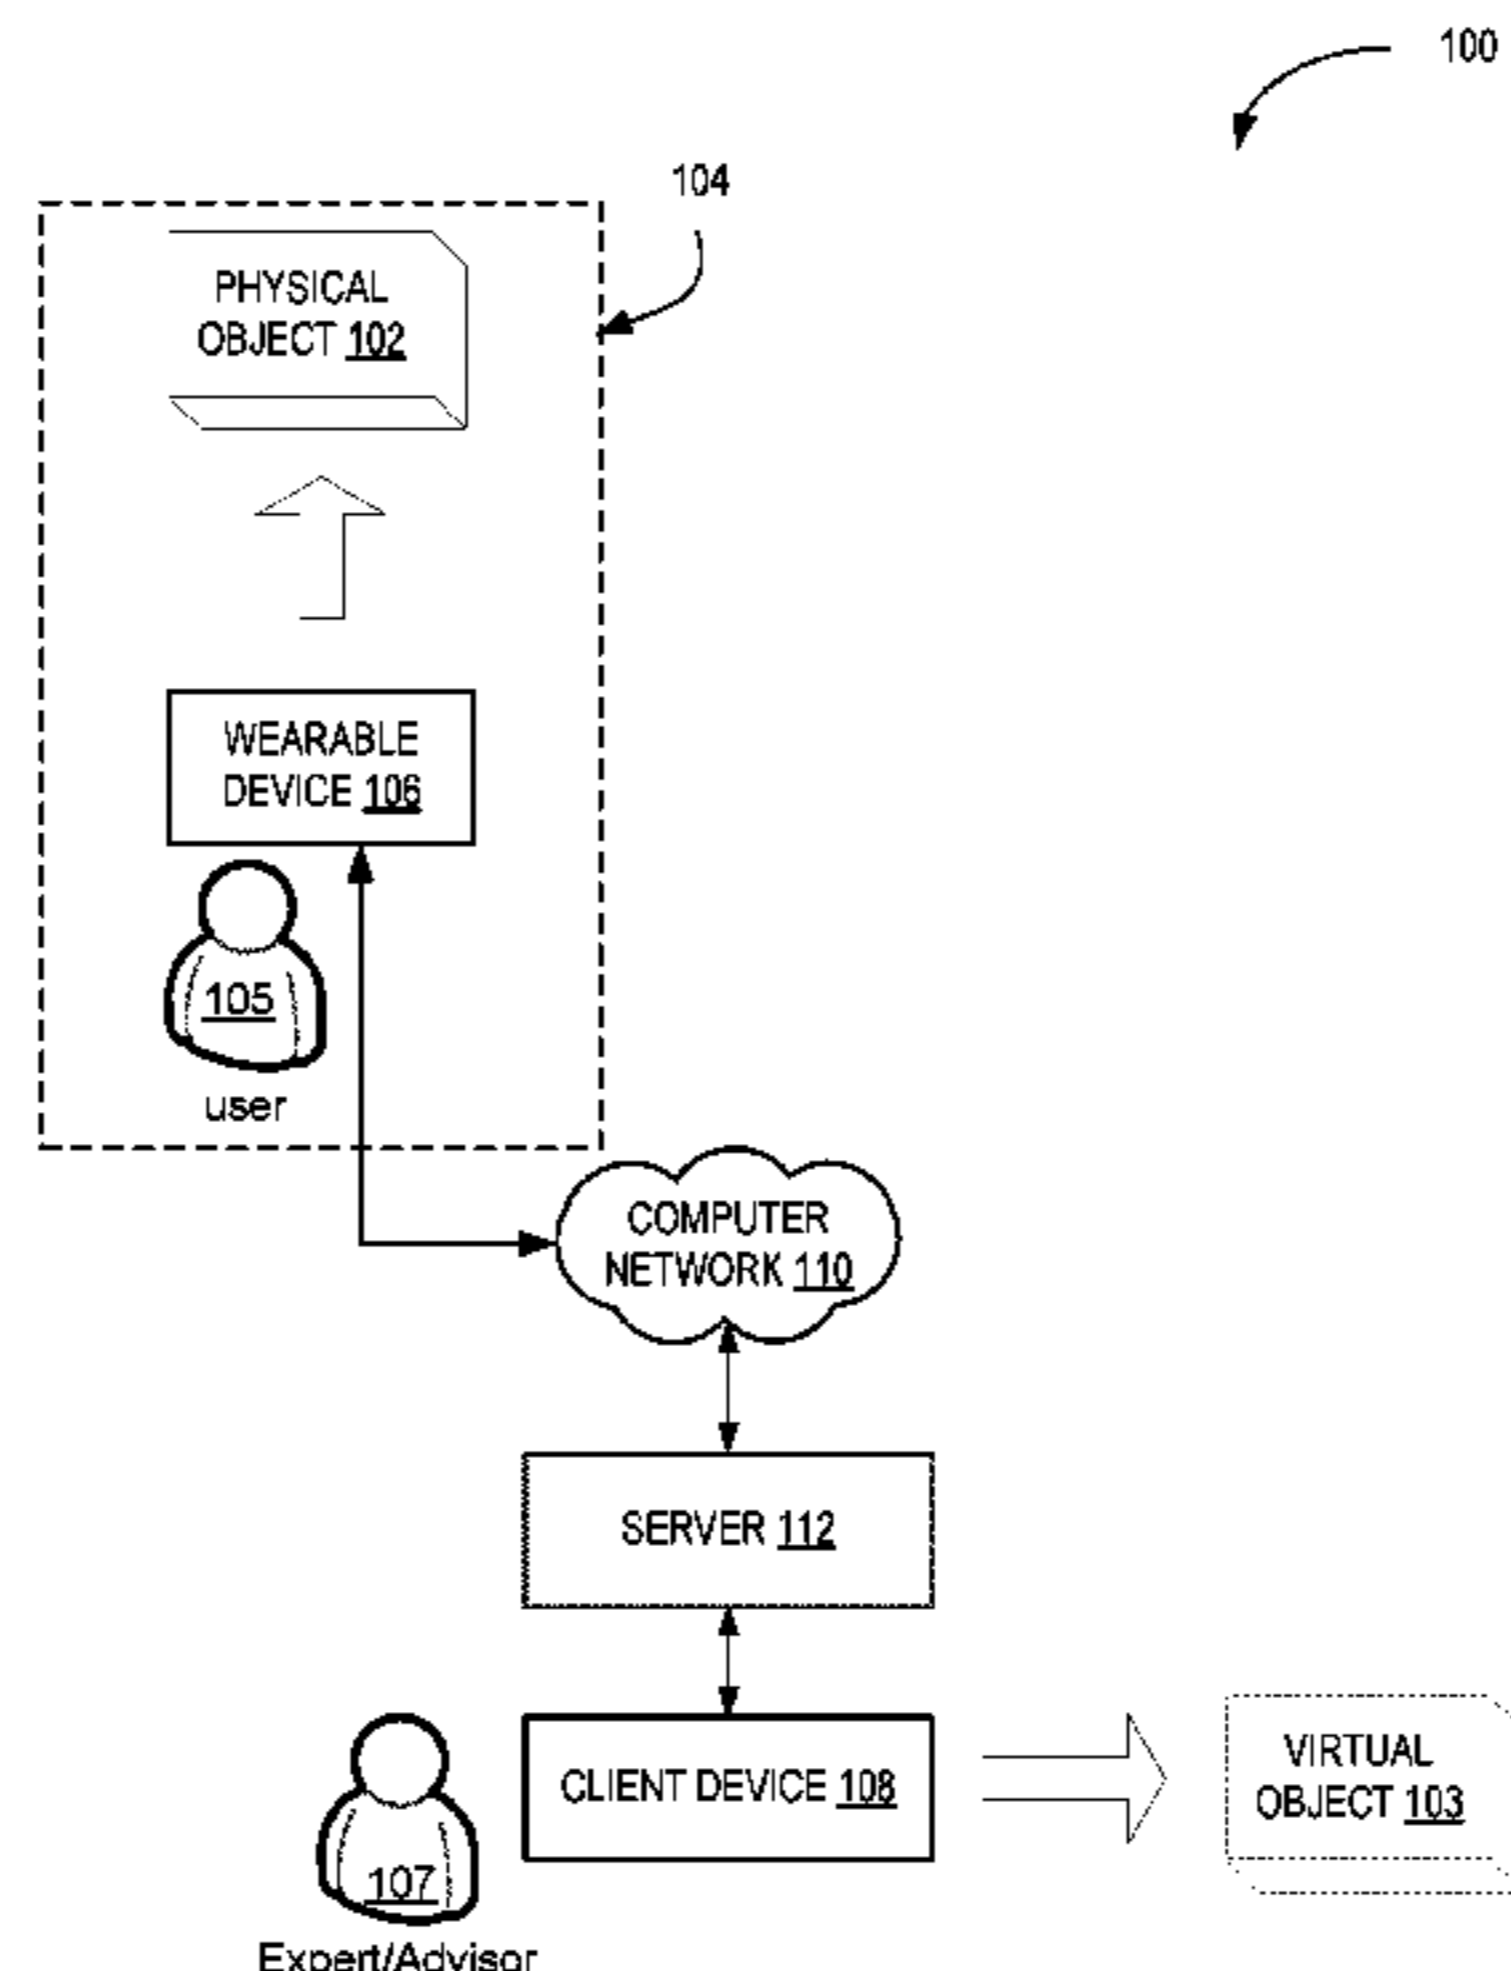 100
104
PHYSICAL
OBJECT 102
WEARABLE
DEVICE 106
105
user
COMPUTER
NETWORK 110
SERVER 112
CLIENT DEVICE 108
VIRTUAL
OBJECT 103
107
Expert/Advisor